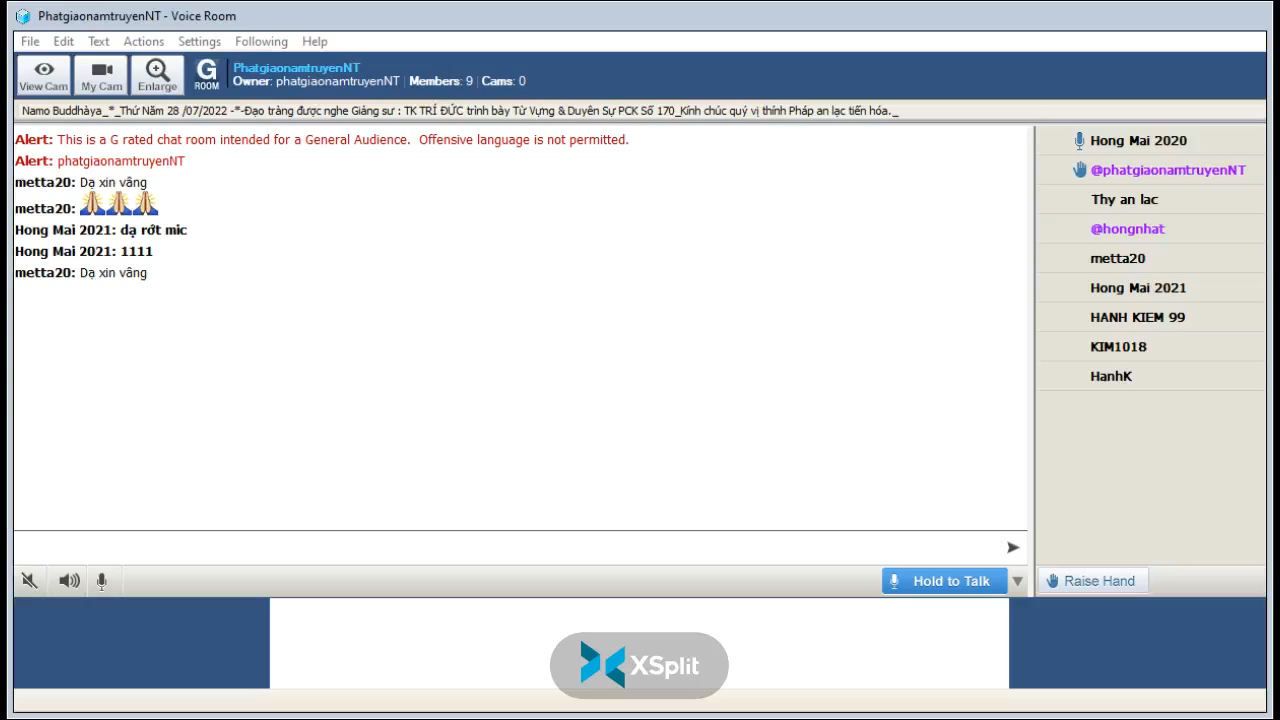 PhatgiaonamtruyenNT - Voice Room
File Edit Text Actions Settings Following Help
View Cam
My Cam
Enlarge
G ROOM
PhatgiaonamtruyenNT
Owner: phatgiaonamtruyenNT | Members: 9 | Cams: 0
Namo Buddhàya_*_Thứ Năm 28 /07/2022 -*-Đạo tràng được nghe Giảng sư : TK TRÍ ĐỨC trình bày Từ Vựng & Duyên Sự PCK Số 170_Kính chúc quý vị thính Pháp an lạc tiến hóa._
Alert: This is a G rated chat room intended for a General Audience. Offensive language is not permitted.
Alert: phatgiaonamtruyenNT
metta20: Dạ xin vâng
metta20:
Hong Mai 2021: dạ rớt mic
Hong Mai 2021: 1111
metta20: Dạ xin vâng
Hong Mai 2020
@phatgiaonamtruyenNT
Thy an lac
@hongnhat
metta20
Hong Mai 2021
HANH KIEM 99
KIM1018
HanhK
Hold to Talk
Raise Hand
XSplit